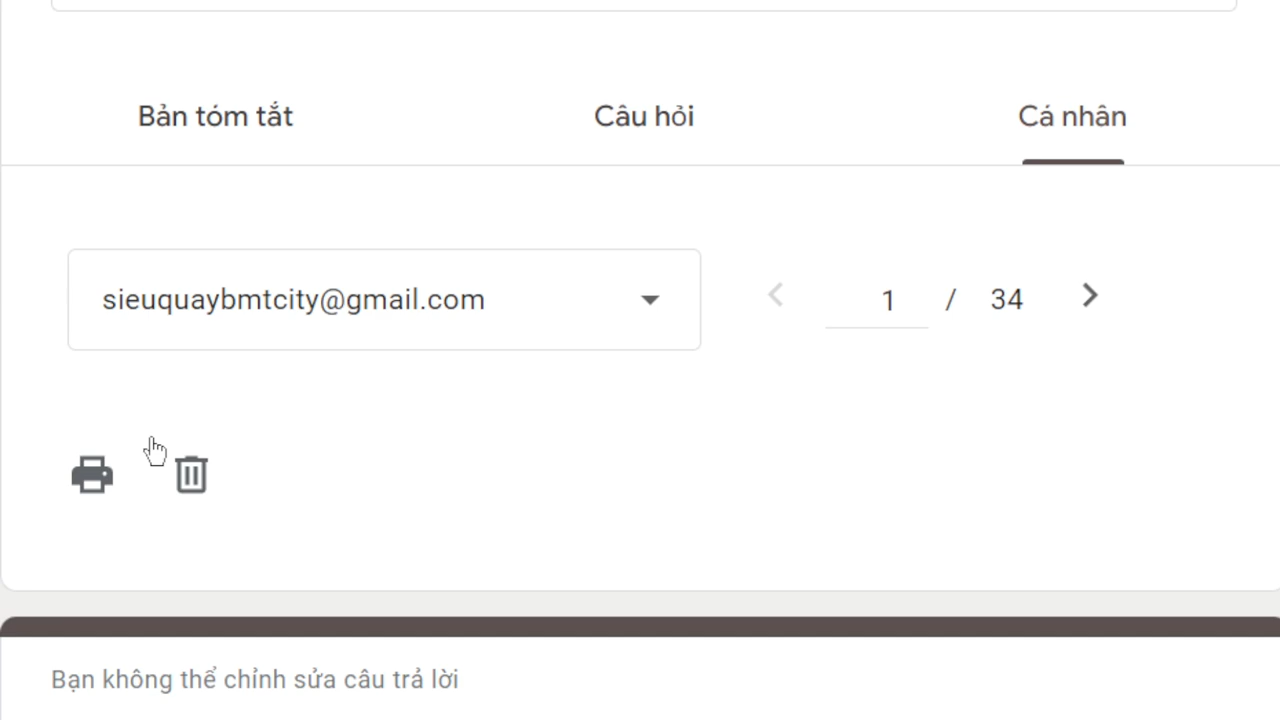 Bản tóm tắt Câu hỏi Cá nhân
sieuquaybmtcity@gmail.com 1 / 34
Bạn không thể chỉnh sửa câu trả lời